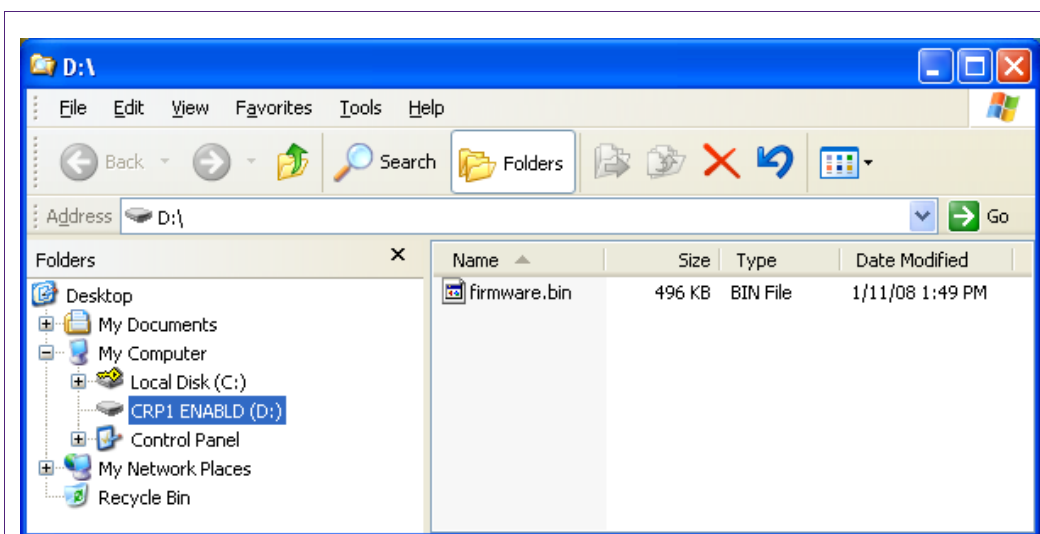 D:\
File Edit View Favorites Tools Help
Back Search Folders
Address D:\ Go
Folders × Name Size Type Date Modified
Desktop firmware.bin 496 KB BIN File 1/11/08 1:49 PM
My Documents
My Computer
Local Disk (C:)
CRP1 ENABLD (D:)
Control Panel
My Network Places
Recycle Bin